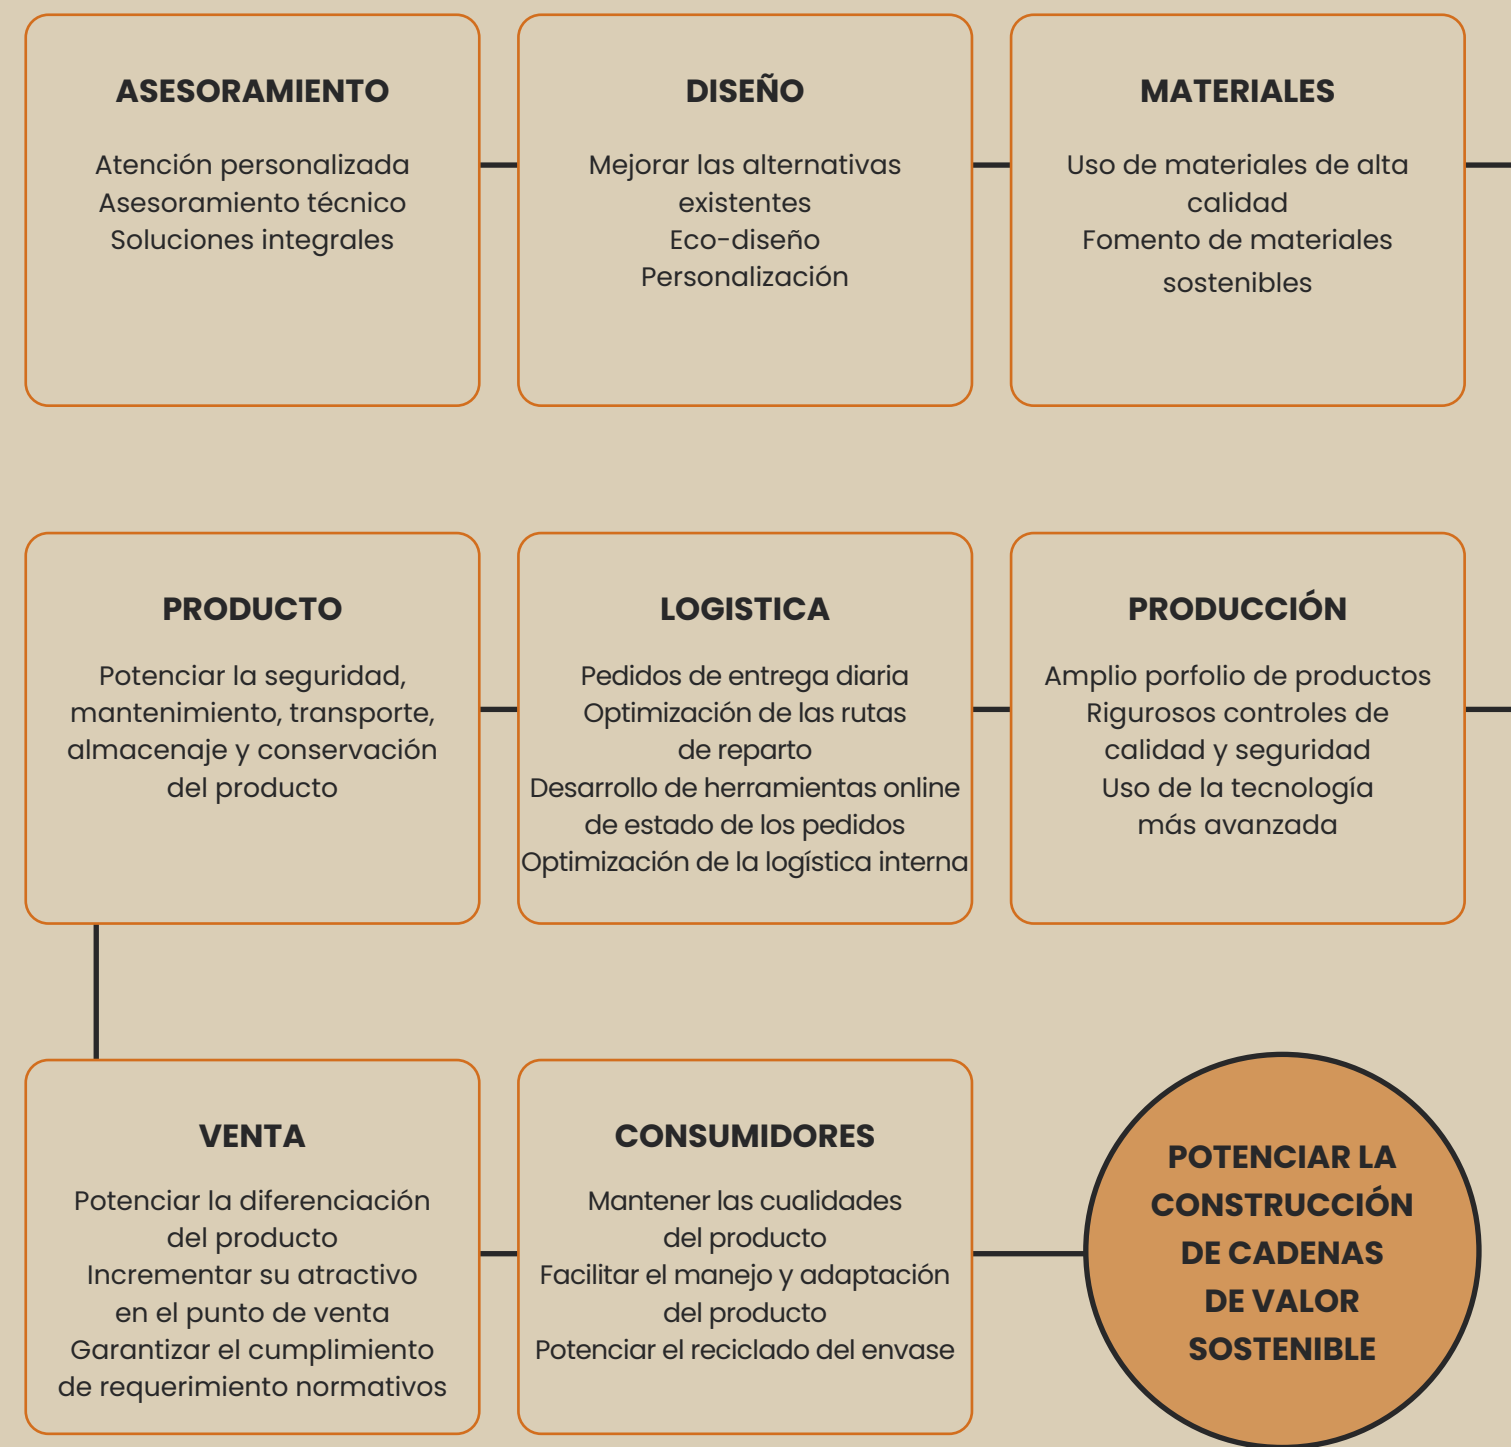 ASESORAMIENTO
Atención personalizada
Asesoramiento técnico
Soluciones integrales
DISEÑO
Mejorar las alternativas
existentes
Eco-diseño
Personalización
MATERIALES
Uso de materiales de alta
calidad
Fomento de materiales
sostenibles
PRODUCTO
Potenciar la seguridad,
mantenimiento, transporte,
almacenaje y conservación
del producto
LOGISTICA
Pedidos de entrega diaria
Optimización de las rutas
de reparto
Desarrollo de herramientas online
de estado de los pedidos
Optimización de la logística interna
PRODUCCIÓN
Amplio porfolio de productos
Rigurosos controles de
calidad y seguridad
Uso de la tecnología
más avanzada
VENTA
Potenciar la diferenciación
del producto
Incrementar su atractivo
en el punto de venta
Garantizar el cumplimiento
de requerimiento normativos
CONSUMIDORES
Mantener las cualidades
del producto
Facilitar el manejo y adaptación
del producto
Potenciar el reciclado del envase
POTENCIAR LA
CONSTRUCCIÓN
DE CADENAS
DE VALOR
SOSTENIBLE